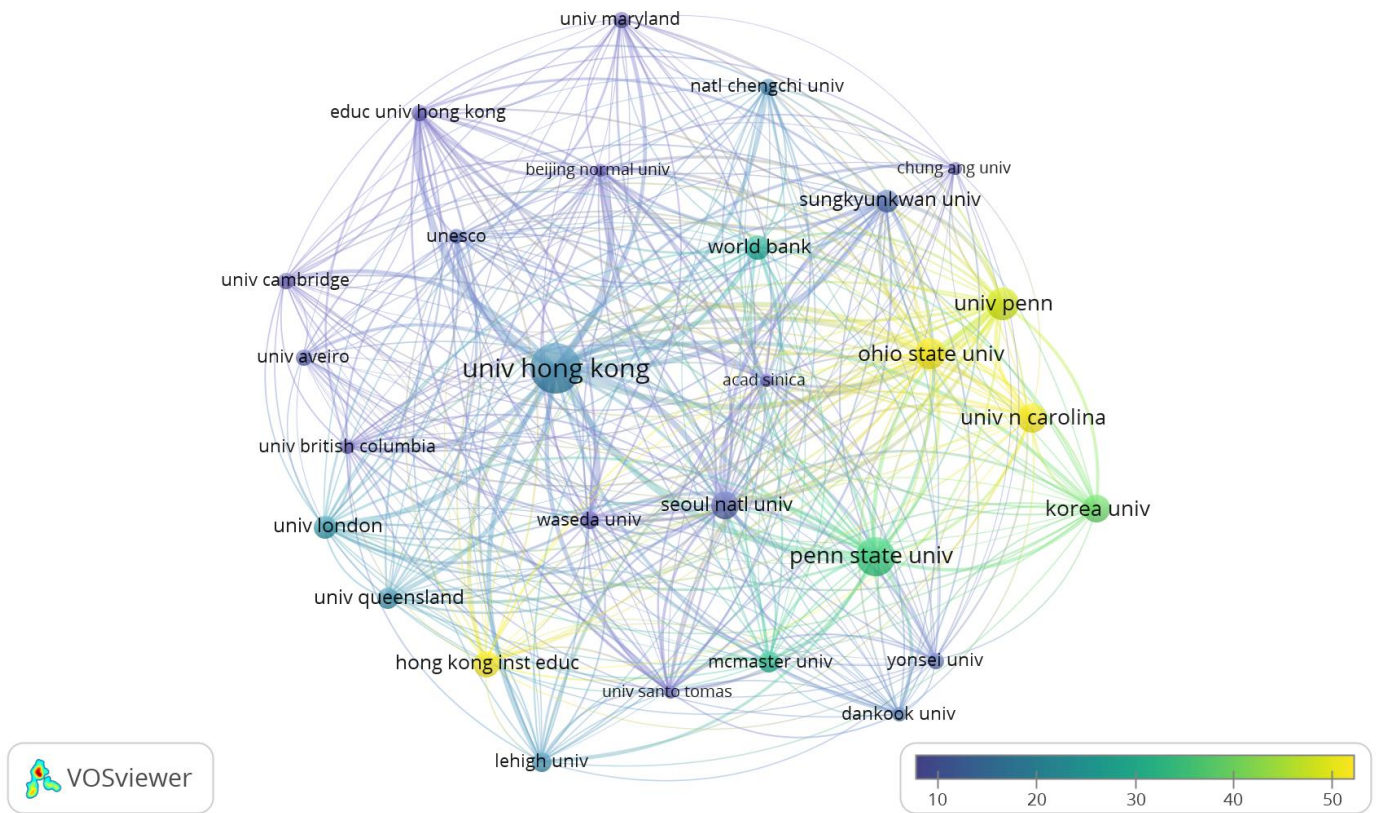 univ maryland
natl chengchi univ
educ univ hong kong
beijing normal univ
chung ang univ
sungkyunkwan univ
unesco
world bank
univ cambridge
univ penn
univ aveiro
ohio state univ
univ hong kong
acad sinica
univ n carolina
univ british columbia
seoul natl univ
korea univ
waseda univ
univ london
penn state univ
univ queensland
hong kong inst educ
mcmaster univ
yonsei univ
univ santo tomas
dankook univ
lehigh univ
VOSviewer
10 20 30 40 50